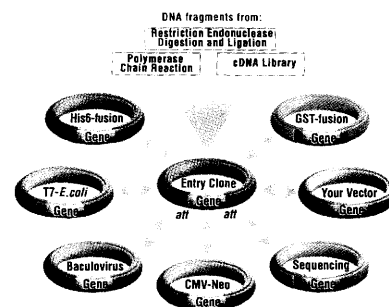 DNA fragments from:
Restriction Endonuclease
Digestion and Ligation
Polymerase
Chain Reaction
cDNA Library
His6-fusion
Gene
GST-fusion
Gene
T7-E.coli
Gene
Entry Clone
Gene
att att
Your Vector
Gene
Baculovirus
Gene
CMV-Neo
Gene
Sequencing
Gene